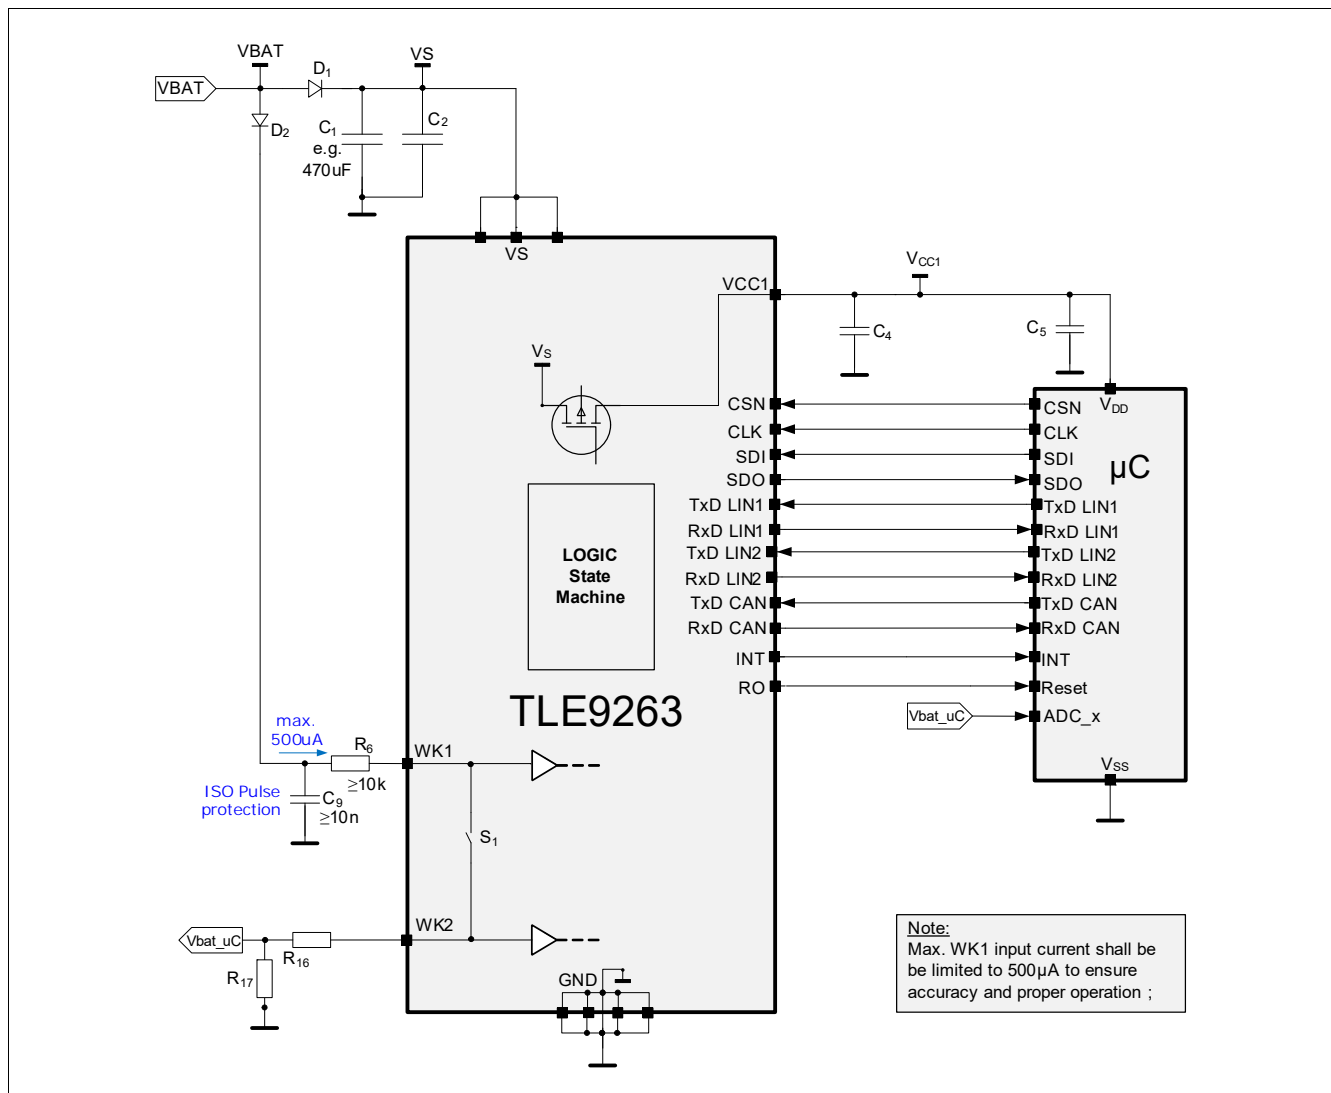 VBAT
VS
VBAT
D1
D2
C1
e.g.
470uF
C2
VS
VCC1
VCC1
C4
C5
VS
CSN
CLK
SDI
SDO
TxD LIN1
RxD LIN1
TxD LIN2
RxD LIN2
TxD CAN
RxD CAN
INT
RO
VDD
CSN
CLK
SDI
SDO
TxD LIN1
RxD LIN1
TxD LIN2
RxD LIN2
TxD CAN
RxD CAN
INT
Reset
ADC_x
VSS
µC
Vbat_uC
LOGIC
State
Machine
TLE9263
max.
500uA
R6
≥10k
WK1
ISO Pulse
protection
C9
≥10n
S1
WK2
Vbat_uC
R16
R17
GND
Note:
Max. WK1 input current shall be
be limited to 500µA to ensure
accuracy and proper operation ;